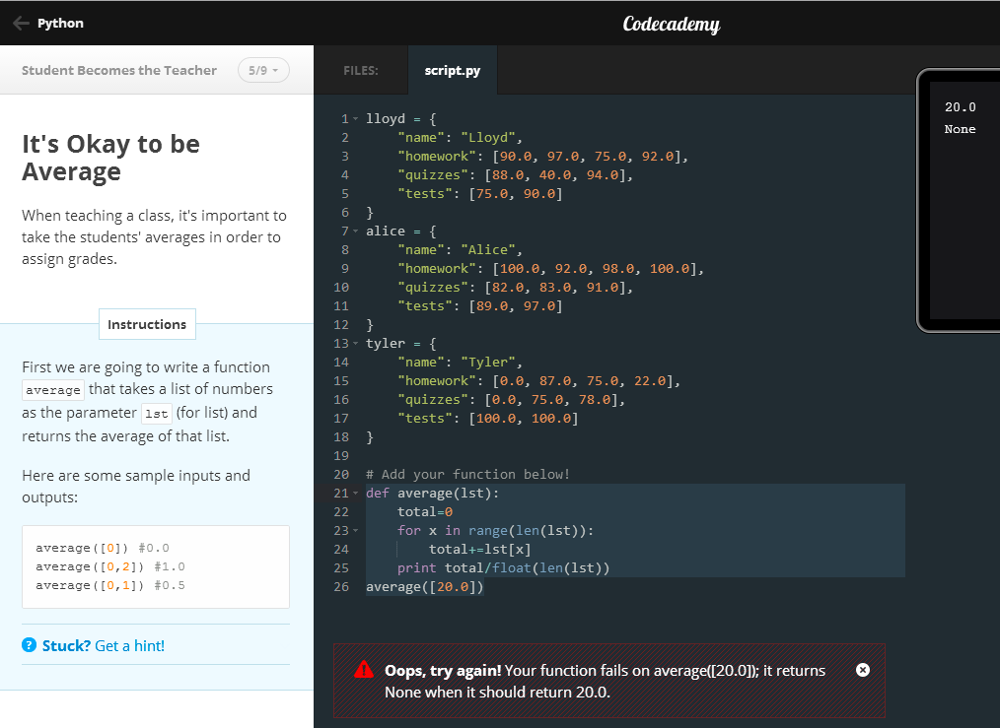 Python
Codecademy
Student Becomes the Teacher
5/9
FILES:
script.py
It's Okay to be
Average
When teaching a class, it's important to
take the students' averages in order to
assign grades.
Instructions
First we are going to write a function
average that takes a list of numbers
as the parameter lst (for list) and
returns the average of that list.
Here are some sample inputs and
outputs:
average([0]) #0.0
average([0,2]) #1.0
average([0,1]) #0.5
? Stuck? Get a hint!
1 lloyd = {
2     "name": "Lloyd",
3     "homework": [90.0, 97.0, 75.0, 92.0],
4     "quizzes": [88.0, 40.0, 94.0],
5     "tests": [75.0, 90.0]
6 }
7 alice = {
8     "name": "Alice",
9     "homework": [100.0, 92.0, 98.0, 100.0],
10     "quizzes": [82.0, 83.0, 91.0],
11     "tests": [89.0, 97.0]
12 }
13 tyler = {
14     "name": "Tyler",
15     "homework": [0.0, 87.0, 75.0, 22.0],
16     "quizzes": [0.0, 75.0, 78.0],
17     "tests": [100.0, 100.0]
18 }
19
20 # Add your function below!
21 def average(lst):
22     total=0
23     for x in range(len(lst)):
24         total+=lst[x]
25     print total/float(len(lst))
26 average([20.0])
Oops, try again! Your function fails on average([20.0]); it returns
None when it should return 20.0.
20.0
None